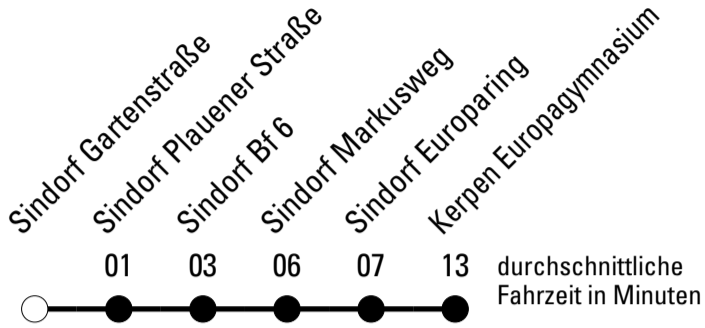 Sindorf Gartenstraße
Sindorf Plauener Straße
Sindorf Bf 6
Sindorf Markusweg
Sindorf Europaring
Kerpen Europagymnasium
01 03 06 07 13
durchschnittliche
Fahrzeit in Minuten